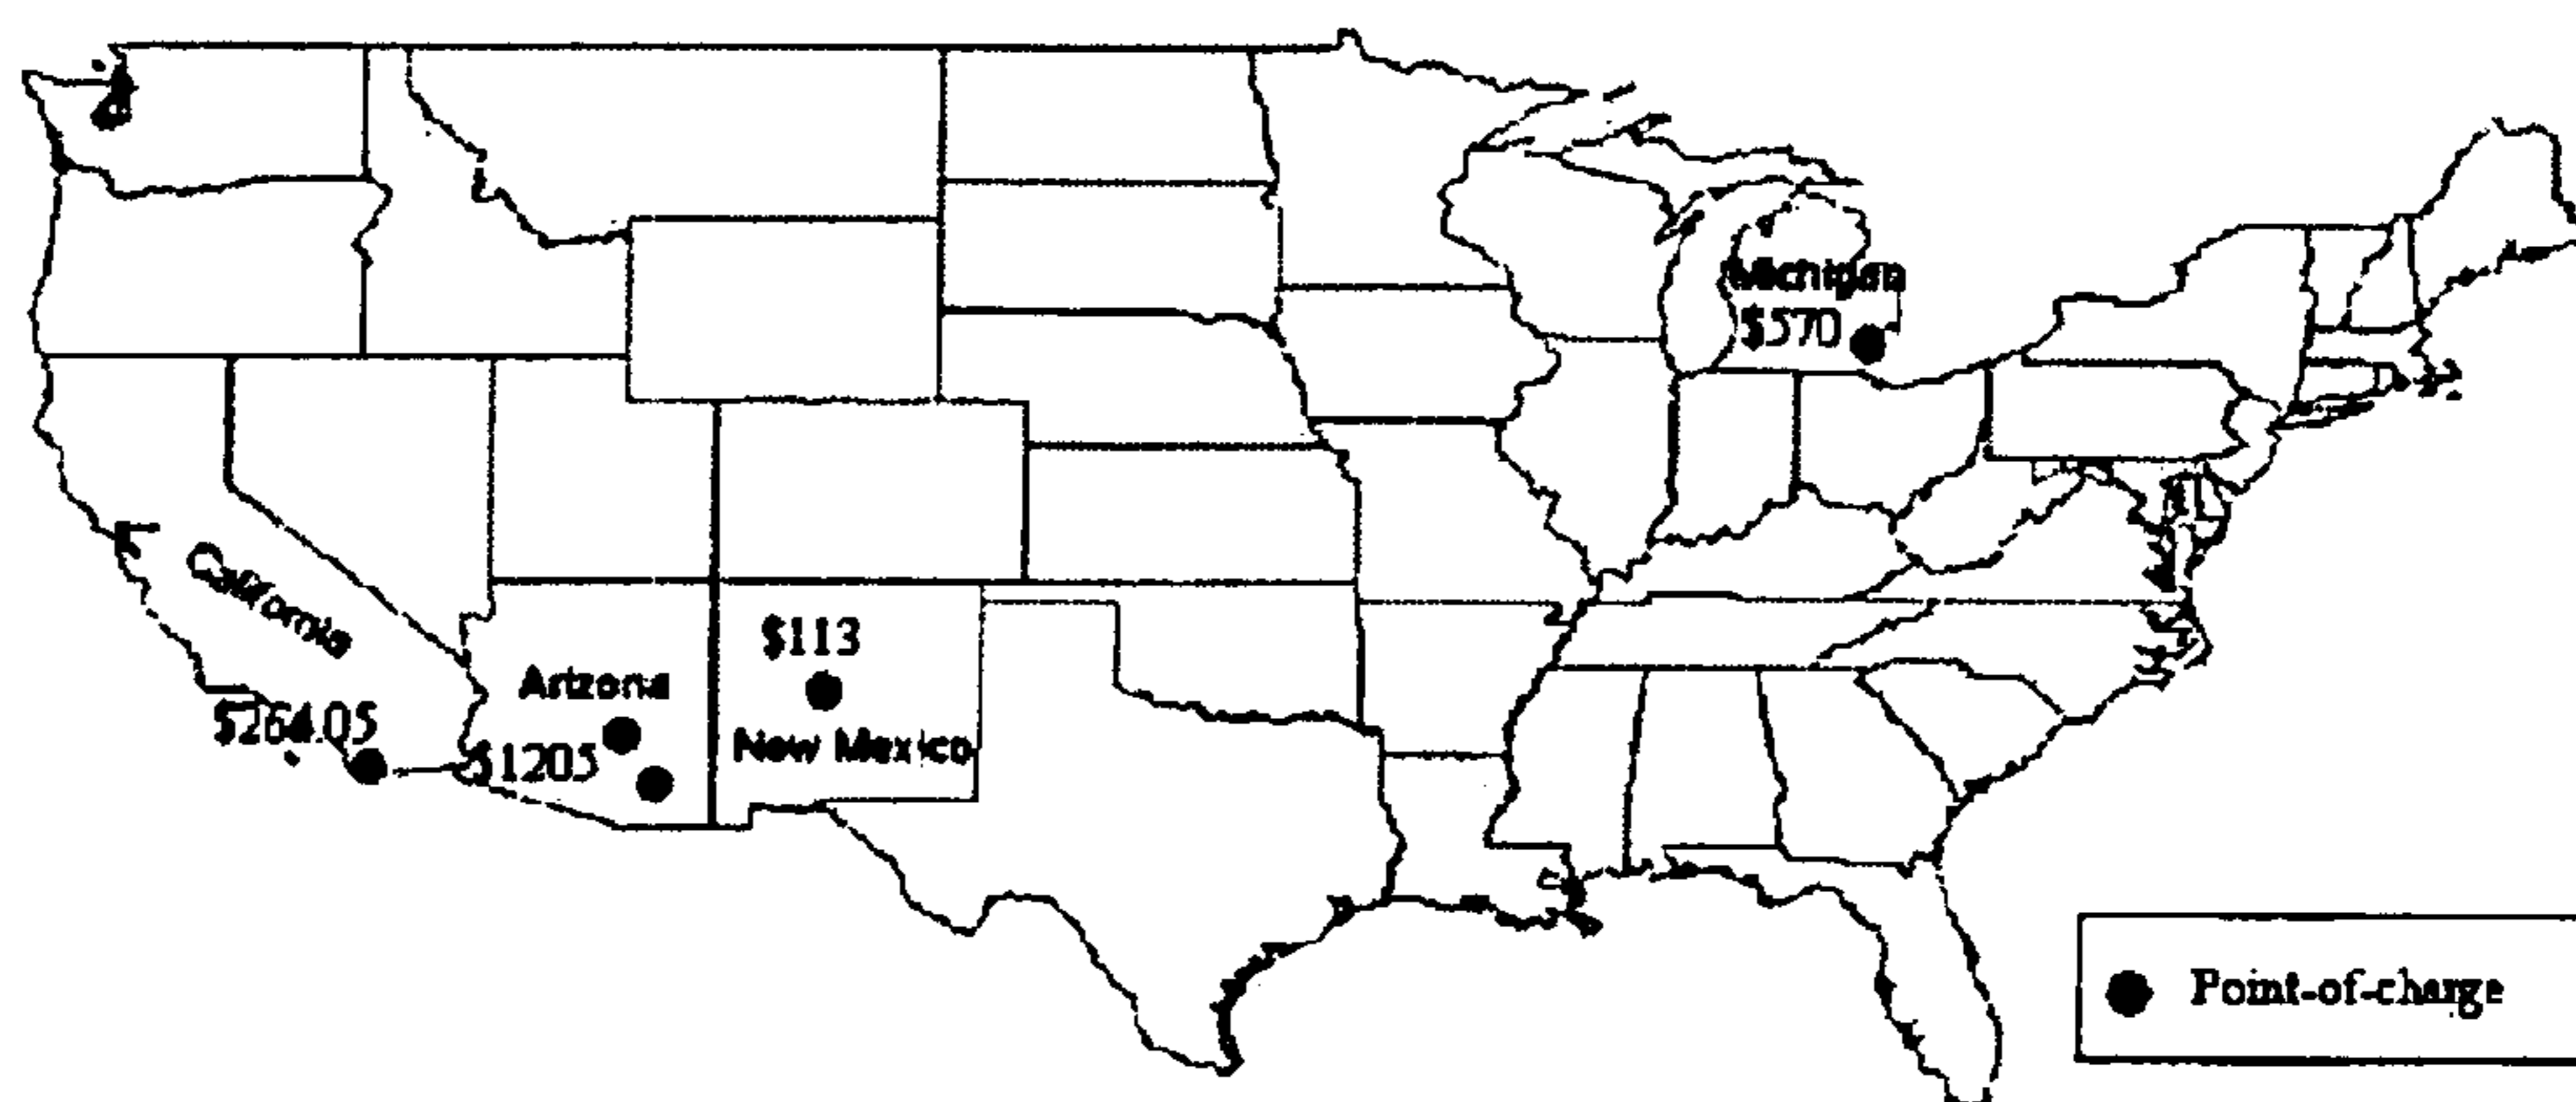 Michigan
$570
California
$113
Arizona
$264.05
$1205
New Mexico
Point-of-charge